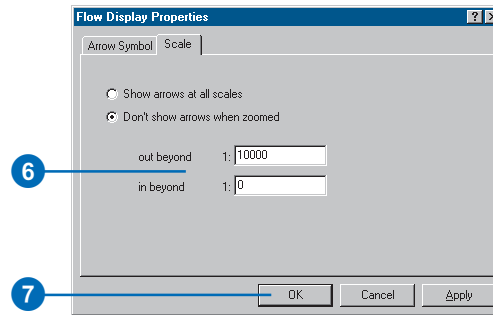 Flow Display Properties ?
Arrow Symbol Scale
Show arrows at all scales
Don't show arrows when zoomed
6
out beyond 1: 10000
in beyond 1: 0
7
OK Cancel Apply